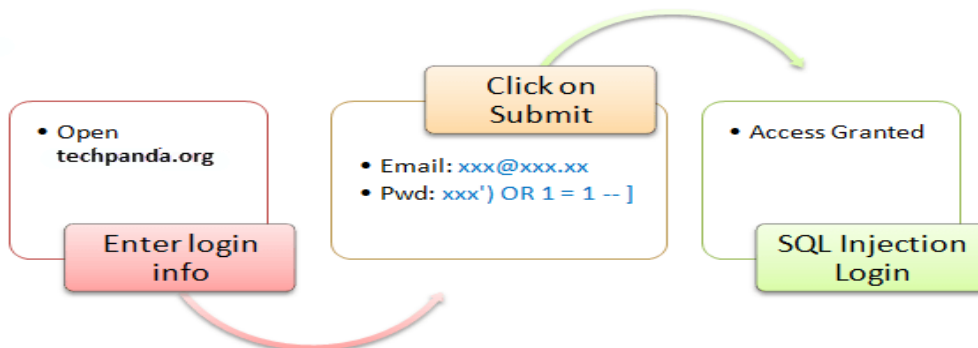 • Open
techpanda.org
Enter login
info
Click on
Submit
• Email: xxx@xxx.xx
• Pwd: xxx') OR 1 = 1 -- ]
• Access Granted
SQL Injection
Login